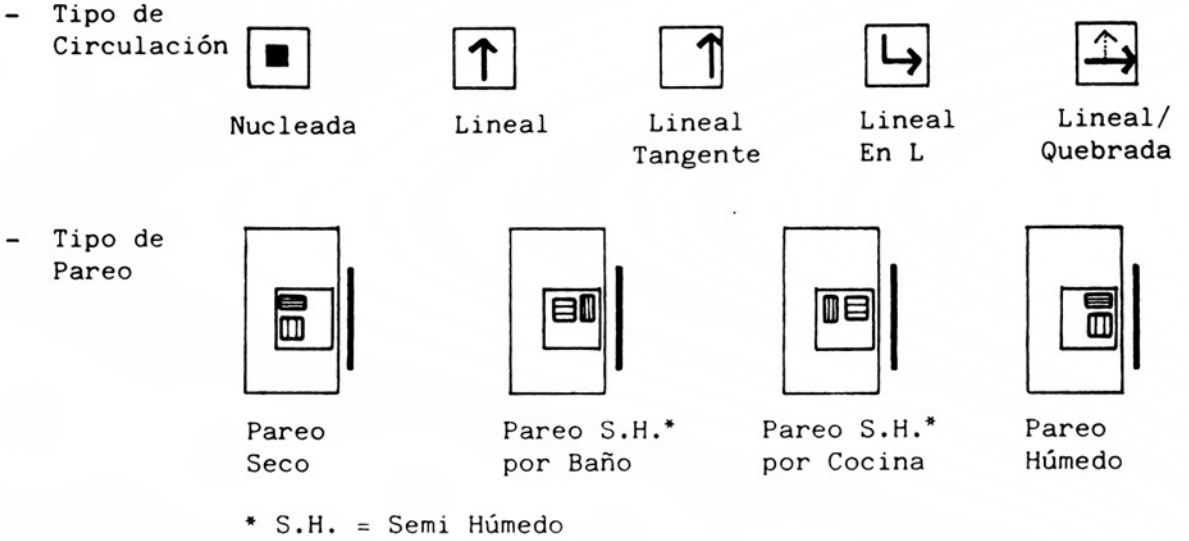 - Tipo de
Circulación
Nucleada
Lineal
Lineal
Tangente
Lineal
En L
Lineal/
Quebrada
- Tipo de
Pareo
Pareo
Seco
Pareo S.H.*
por Baño
Pareo S.H.*
por Cocina
Pareo
Húmedo
* S.H. = Semi Húmedo